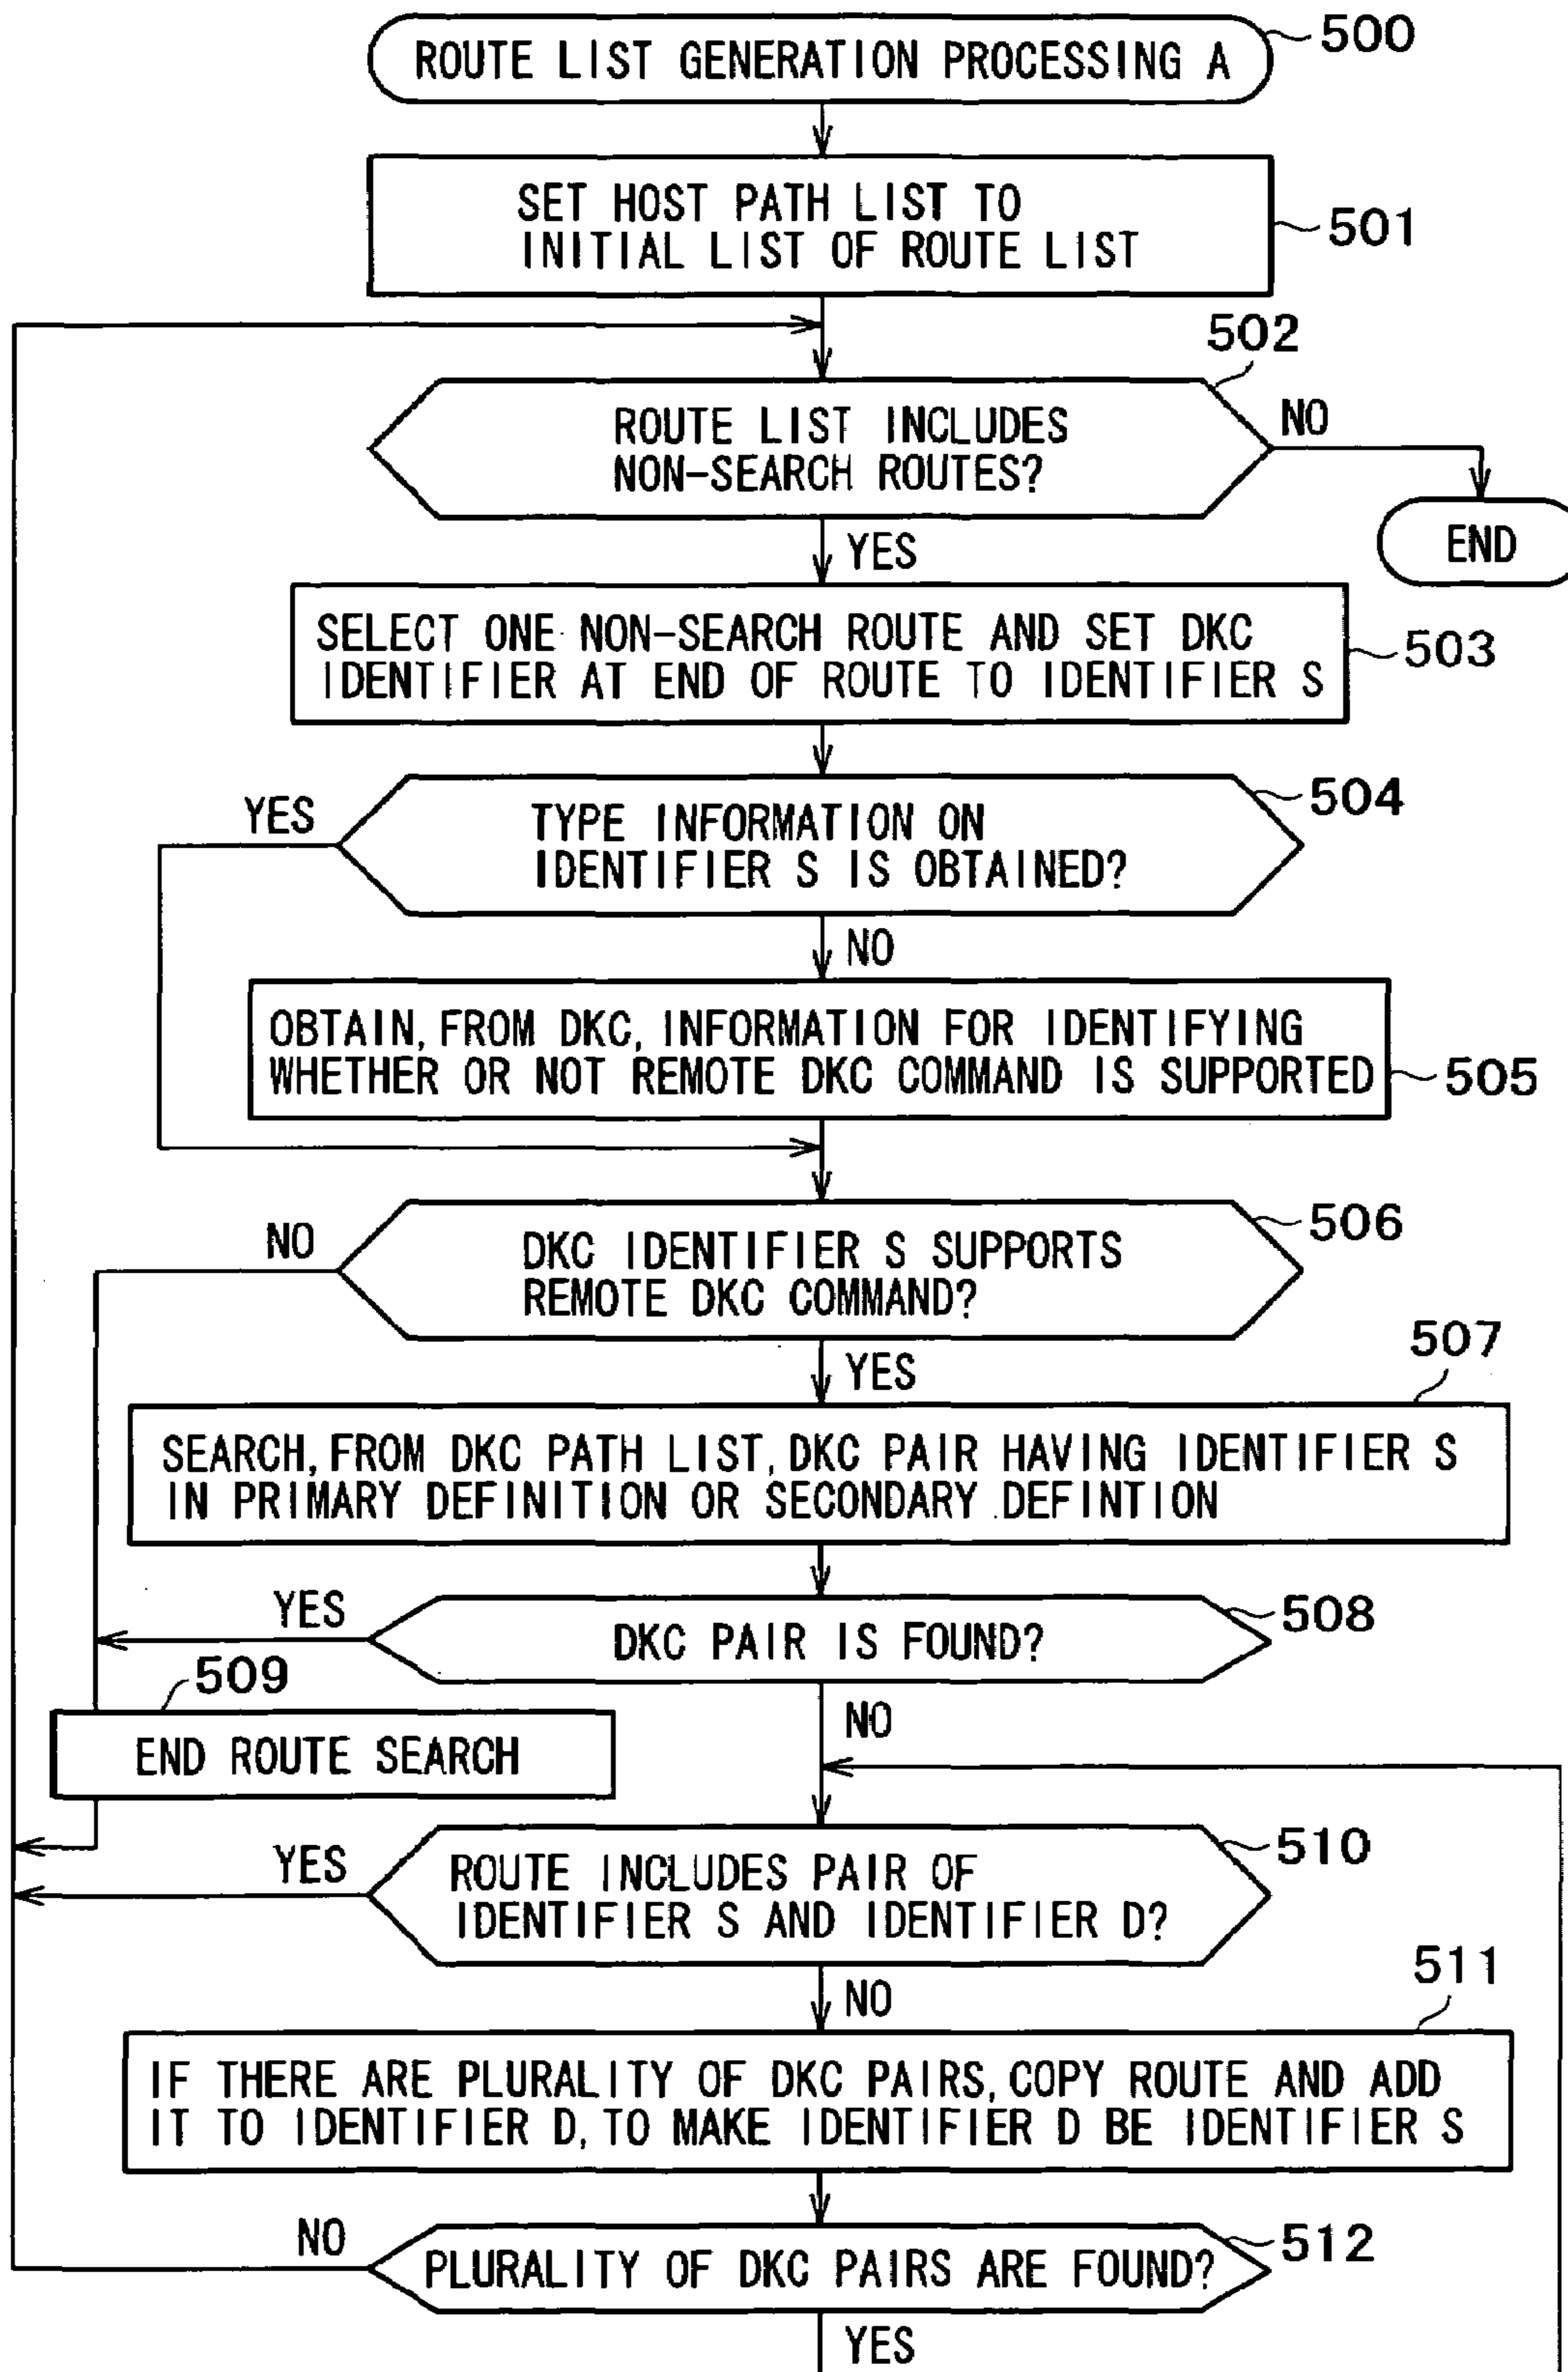 ROUTE LIST GENERATION PROCESSING A
500
SET HOST PATH LIST TO
INITIAL LIST OF ROUTE LIST
501
502
ROUTE LIST INCLUDES
NON-SEARCH ROUTES?
NO
END
YES
SELECT ONE NON-SEARCH ROUTE AND SET DKC
IDENTIFIER AT END OF ROUTE TO IDENTIFIER S
503
504
YES
TYPE INFORMATION ON
IDENTIFIER S IS OBTAINED?
NO
OBTAIN, FROM DKC, INFORMATION FOR IDENTIFYING
WHETHER OR NOT REMOTE DKC COMMAND IS SUPPORTED
505
506
NO
DKC IDENTIFIER S SUPPORTS
REMOTE DKC COMMAND?
YES
507
SEARCH, FROM DKC PATH LIST, DKC PAIR HAVING IDENTIFIER S
IN PRIMARY DEFINITION OR SECONDARY DEFINTION
YES
DKC PAIR IS FOUND?
508
509
NO
END ROUTE SEARCH
YES
510
ROUTE INCLUDES PAIR OF
IDENTIFIER S AND IDENTIFIER D?
NO
511
IF THERE ARE PLURALITY OF DKC PAIRS, COPY ROUTE AND ADD
IT TO IDENTIFIER D, TO MAKE IDENTIFIER D BE IDENTIFIER S
NO
PLURALITY OF DKC PAIRS ARE FOUND?
512
YES